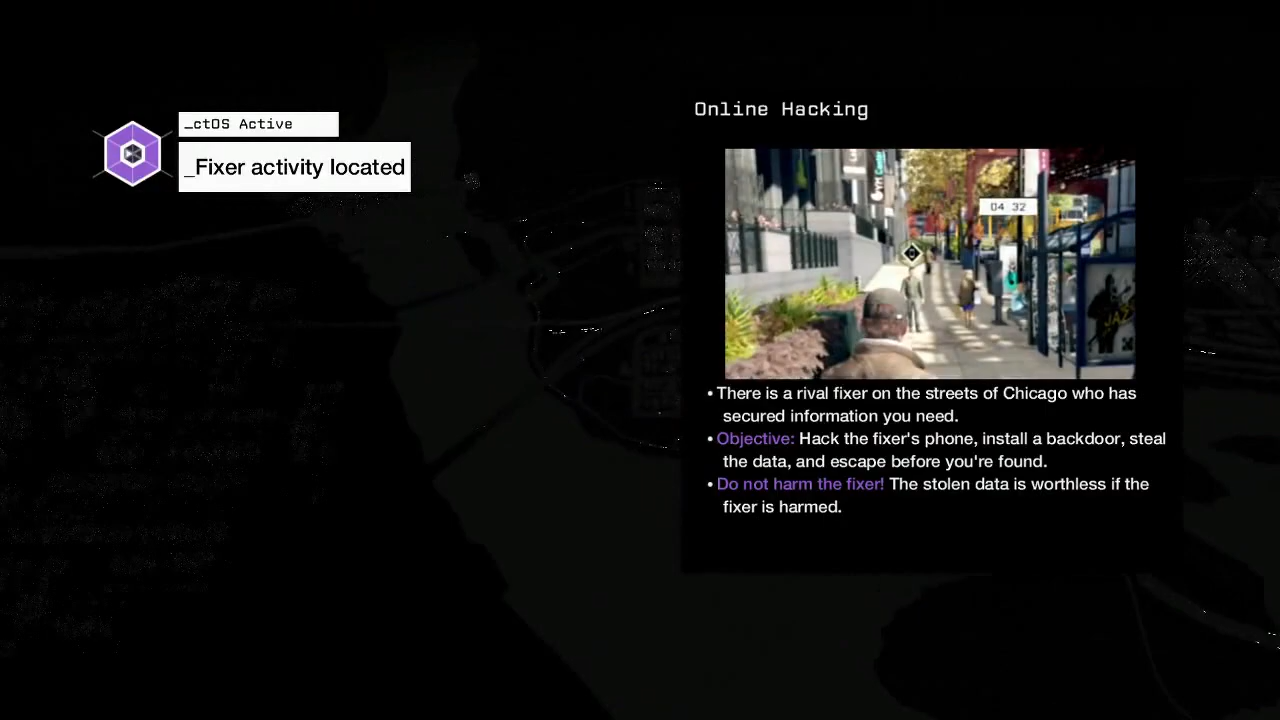 _ctOS Active
_Fixer activity located
Online Hacking
04 32
JAZ
• There is a rival fixer on the streets of Chicago who has
secured information you need.
• Objective: Hack the fixer's phone, install a backdoor, steal
the data, and escape before you're found.
• Do not harm the fixer! The stolen data is worthless if the
fixer is harmed.